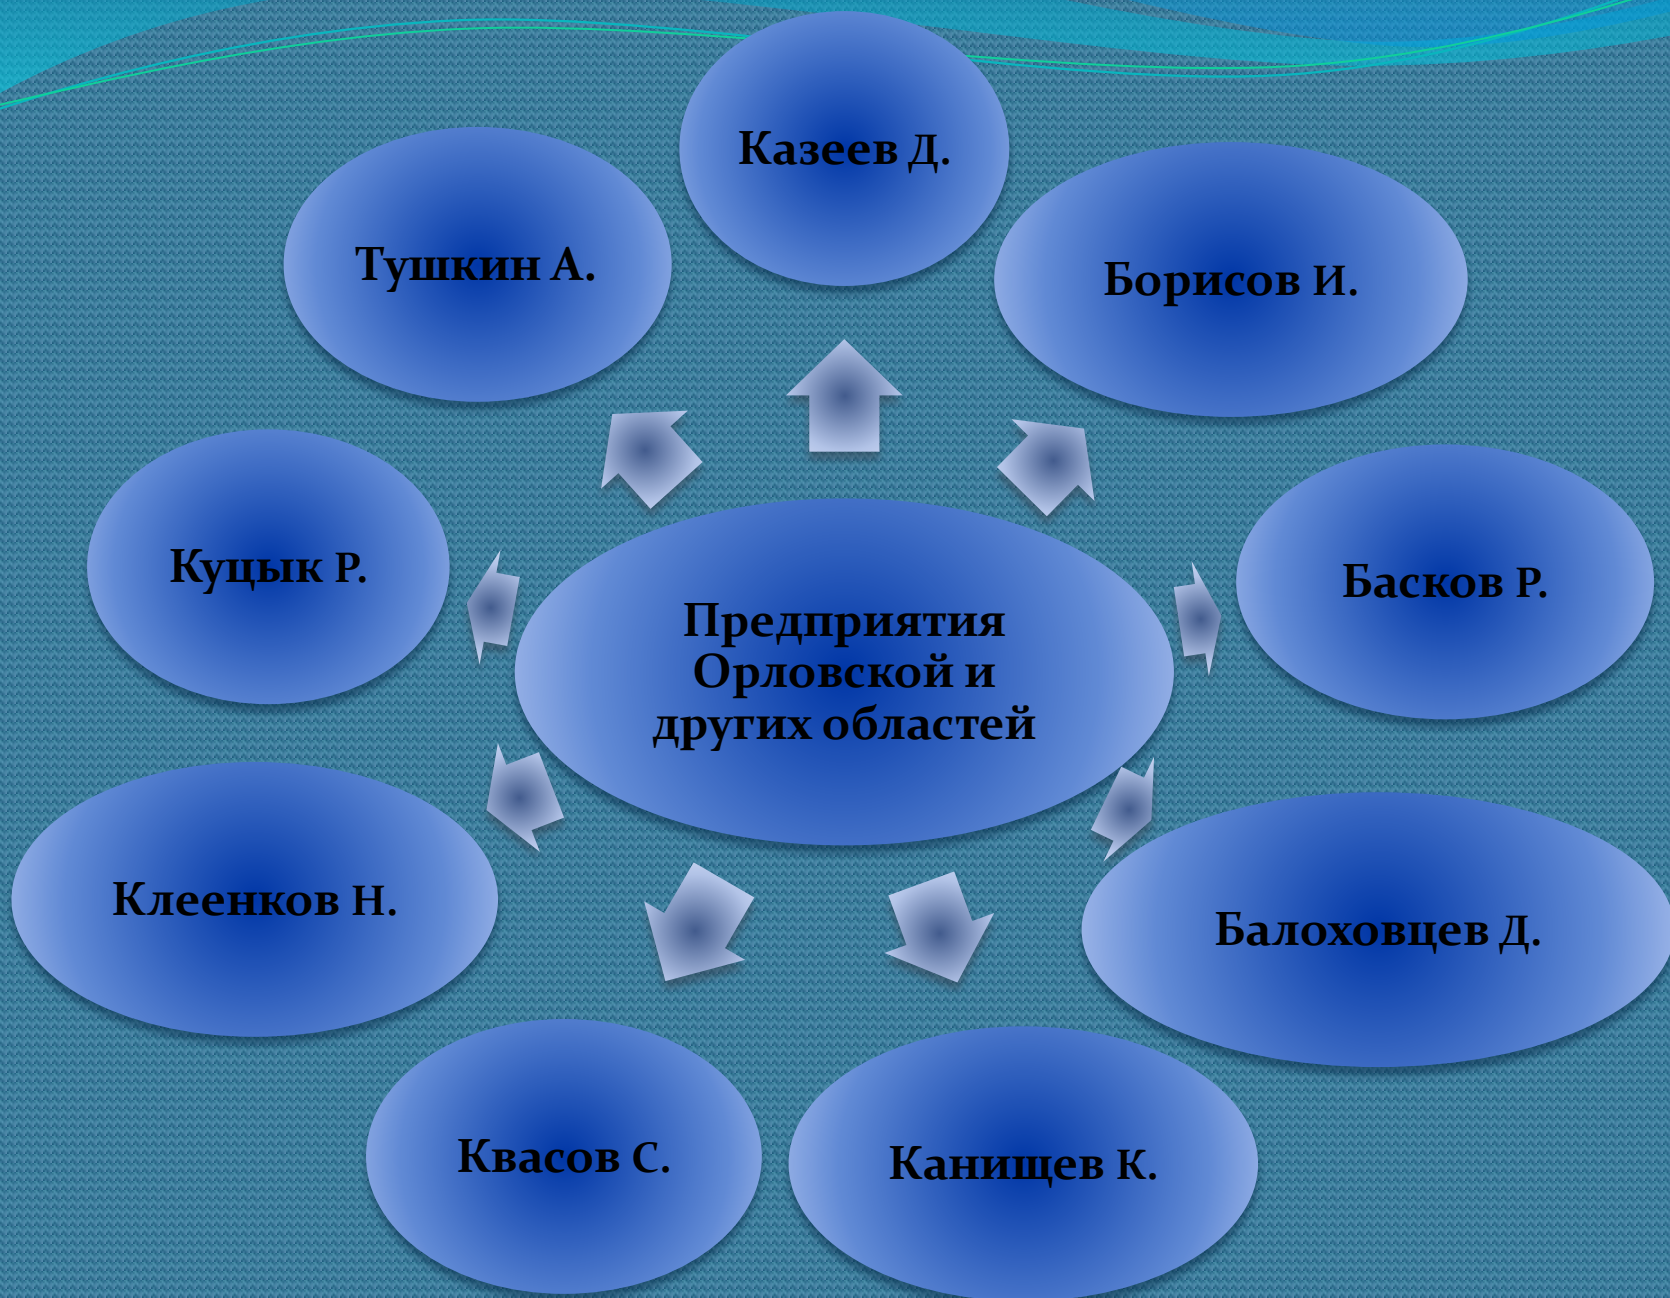 Казеев Д.
Тушкин А.
Борисов И.
Куцык Р.
Басков Р.
Предприятия
Орловской и
других областей
Клеенков Н.
Балоховцев Д.
Квасов С.
Канищев К.